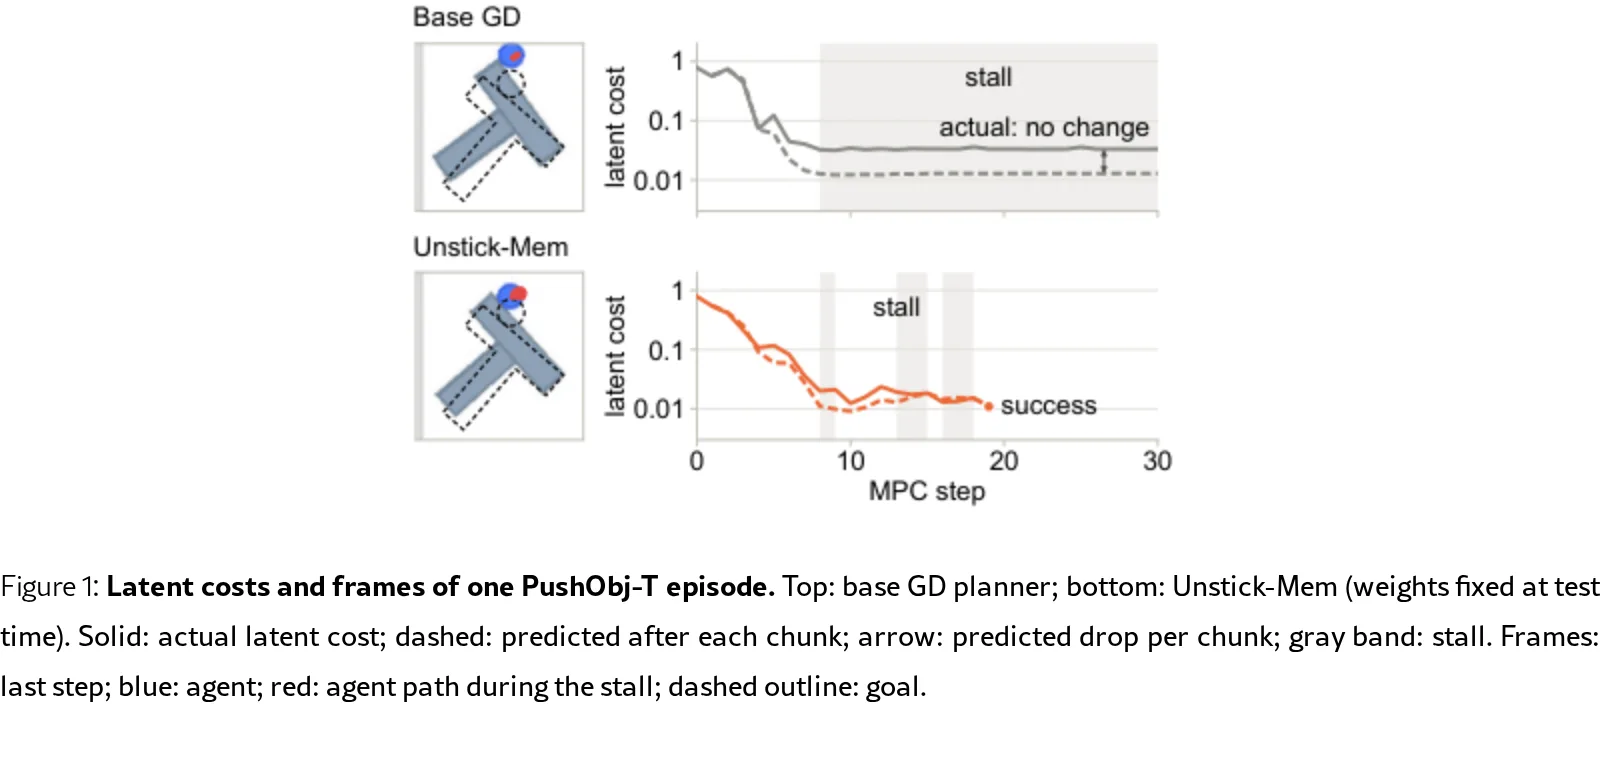 Base GD
1
0.1
0.01
latent cost
stall
actual: no change
Unstick-Mem
1
0.1
0.01
latent cost
stall
success
0 10 20 30
MPC step
Figure 1: Latent costs and frames of one PushObj-T episode. Top: base GD planner; bottom: Unstick-Mem (weights fixed at test
time). Solid: actual latent cost; dashed: predicted after each chunk; arrow: predicted drop per chunk; gray band: stall. Frames:
last step; blue: agent; red: agent path during the stall; dashed outline: goal.